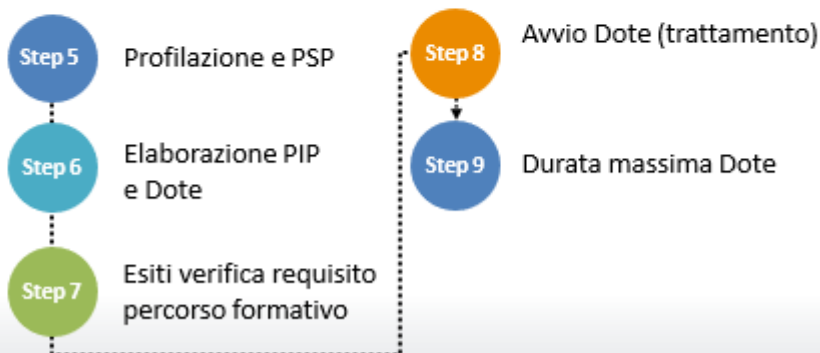 Step 5
Profilazione e PSP
Step 6
Elaborazione PIP
e Dote
Step 7
Esiti verifica requisito
percorso formativo
Step 8
Avvio Dote (trattamento)
Step 9
Durata massima Dote